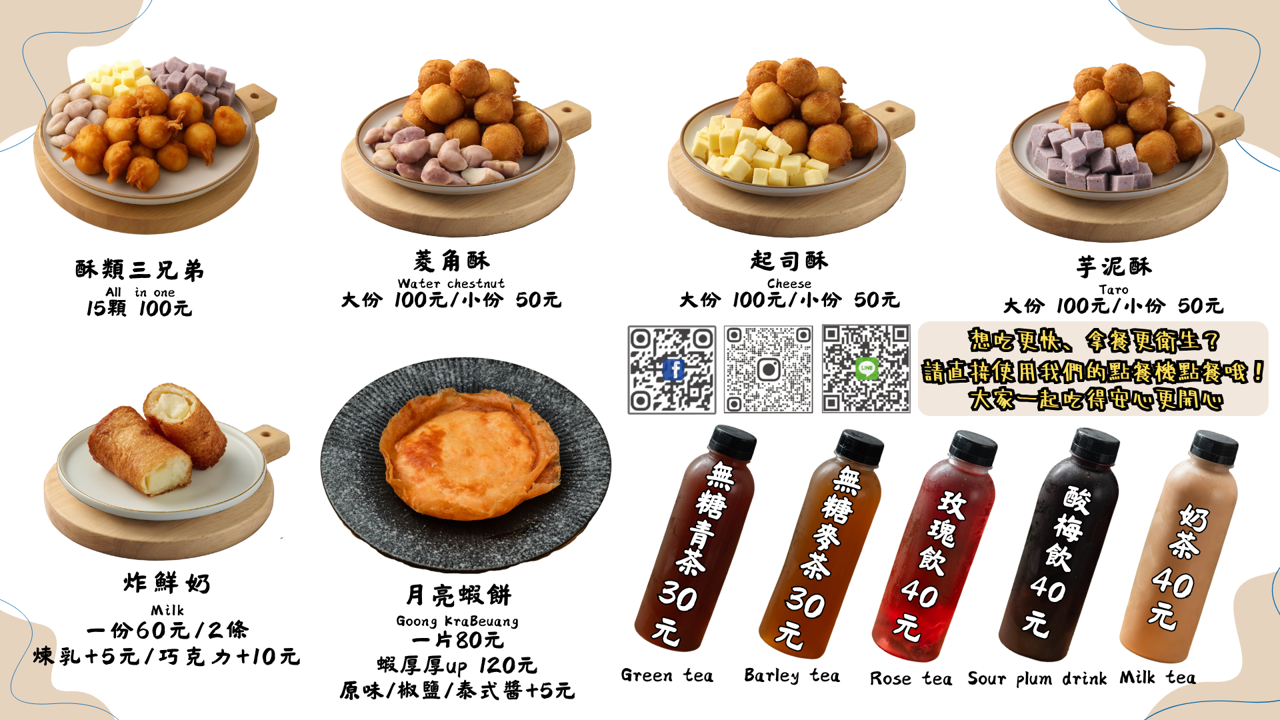 酥類三兄弟
All in one
15顆 100元
菱角酥
Water chestnut
大份 100元/小份 50元
起司酥
Cheese
大份 100元/小份 50元
芋泥酥
Taro
大份 100元/小份 50元
LINE
想吃更快、拿餐更衛生？
請直接使用我們的點餐機點餐哦！
大家一起吃得安心更開心
炸鮮奶
Milk
一份60元/2條
煉乳+5元/巧克力+10元
月亮蝦餅
Goong KraBeuang
一片80元
蝦厚厚up 120元
原味/椒鹽/泰式醬+5元
無糖青茶30元
Green tea
無糖麥茶30元
Barley tea
玫瑰飲40元
Rose tea
酸梅飲40元
Sour plum drink
奶茶40元
Milk tea